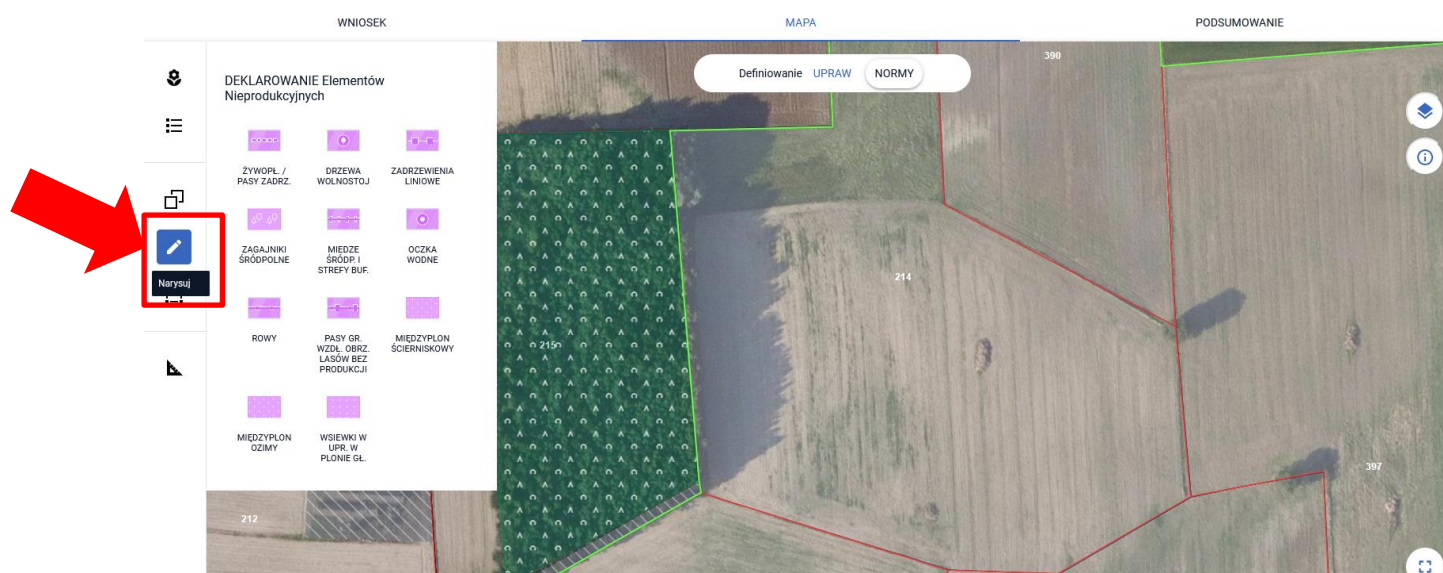 WNIOSEK
MAPA
PODSUMOWANIE
DEKLAROWANIE Elementów
Nieprodukcyjnych
ŻYWOPŁ. /
PASY ZADRZ.
DRZEWA
WOLNOSTOJ
ZADRZEWIENIA
LINIOWE
ZAGAJNIKI
ŚRÓDPOLNE
MIEDZE
ŚRÓDP. I
STREFY BUF.
OCZKA
WODNE
ROWY
PASY GR.
WZDŁ. OBRZ.
LASÓW BEZ
PRODUKCJI
MIĘDZYPLON
ŚCIERNISKOWY
MIĘDZYPLON
OZIMY
WSIEWKI W
UPR. W
PLONIE GŁ.
Narysuj
Definiowanie UPRAW NORMY
390
214
215
397
212